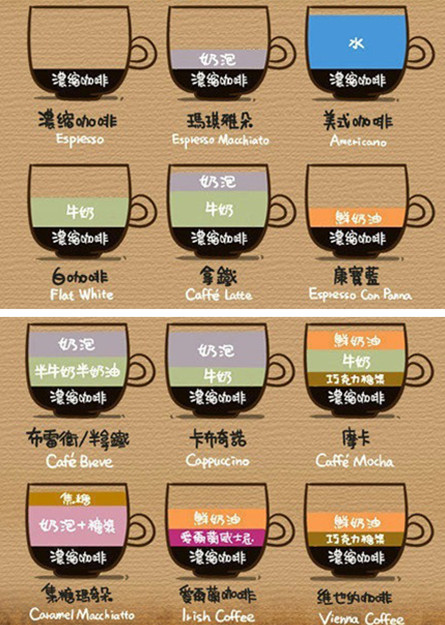 水
奶泡
濃縮咖啡
濃縮咖啡
濃縮咖啡
濃縮咖啡
瑪琪雅朵
美式咖啡
Espresso
Espresso Macchiato
Americano
奶泡
牛奶
牛奶
鮮奶油
濃縮咖啡
濃縮咖啡
濃縮咖啡
白咖啡
拿鐵
康寶藍
Flat White
Caffé Latte
Espresso Con Panna
奶泡
奶泡
鮮奶油
牛奶
半牛奶半奶油
牛奶
巧克力糖漿
濃縮咖啡
濃縮咖啡
濃縮咖啡
布雷衛/半拿鐵
卡布奇諾
摩卡
Café Breve
Cappuccino
Caffé Mocha
焦糖
奶泡+糖漿
鮮奶油
鮮奶油
愛爾蘭威士忌
巧克力糖漿
濃縮咖啡
濃縮咖啡
濃縮咖啡
焦糖瑪奇朵
愛爾蘭咖啡
維也納咖啡
Caramel Macchiatto
Irish Coffee
Vienna Coffee